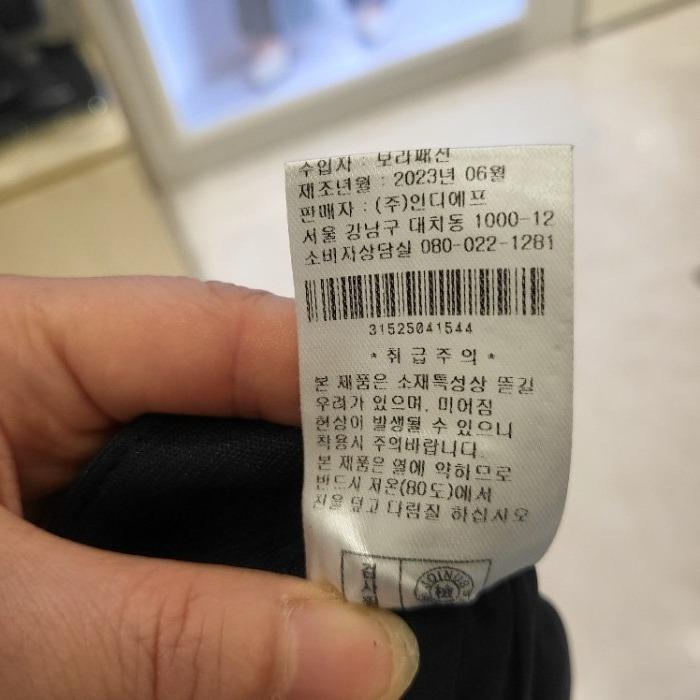 수입자 : 보라패션
제조년월 : 2023년 06월
판매자 : (주)인디에프
서울 강남구 대치동 1000-12
소비자상담실 080-022-1281
31525041544
* 취 급 주 의 *
본 제품은 소재특성상 뜯길
우려가 있으며, 미어짐
현상이 발생될 수 있으니
착용시 주의바랍니다.
본 제품은 열에 약하므로
반드시 저온(80도)에서
천을 덮고 다림질 하십시오
검사필
JOINUS